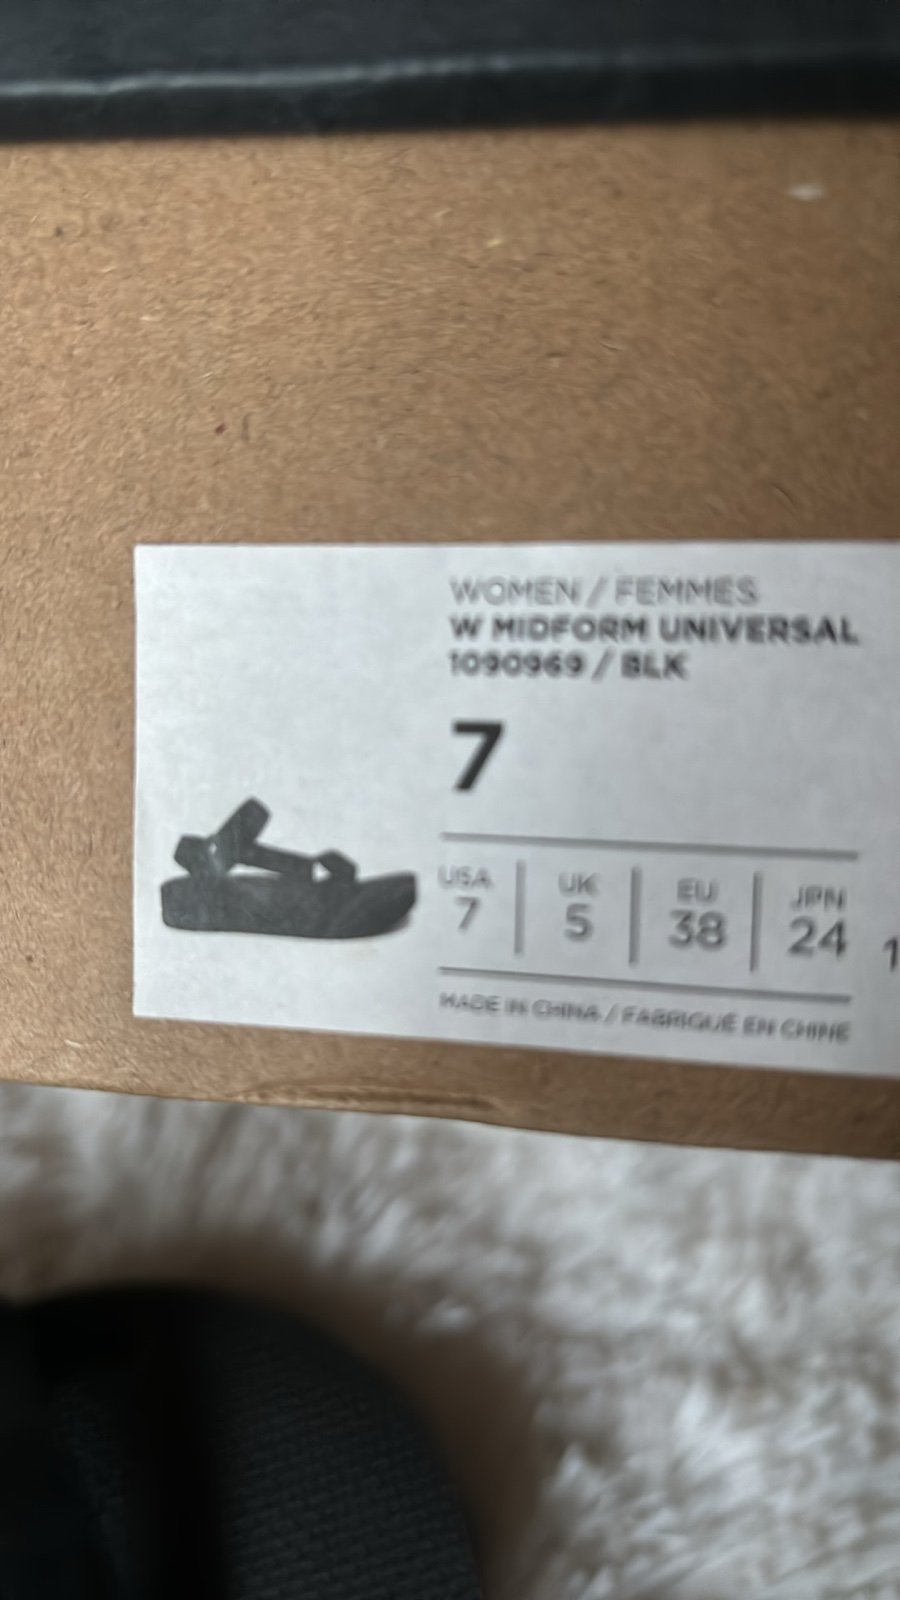 WOMEN / FEMMES
W MIDFORM UNIVERSAL
1090969 / BLK
7
USA UK EU JPN
7 5 38 24 1
MADE IN CHINA / FABRIQUÉ EN CHINE